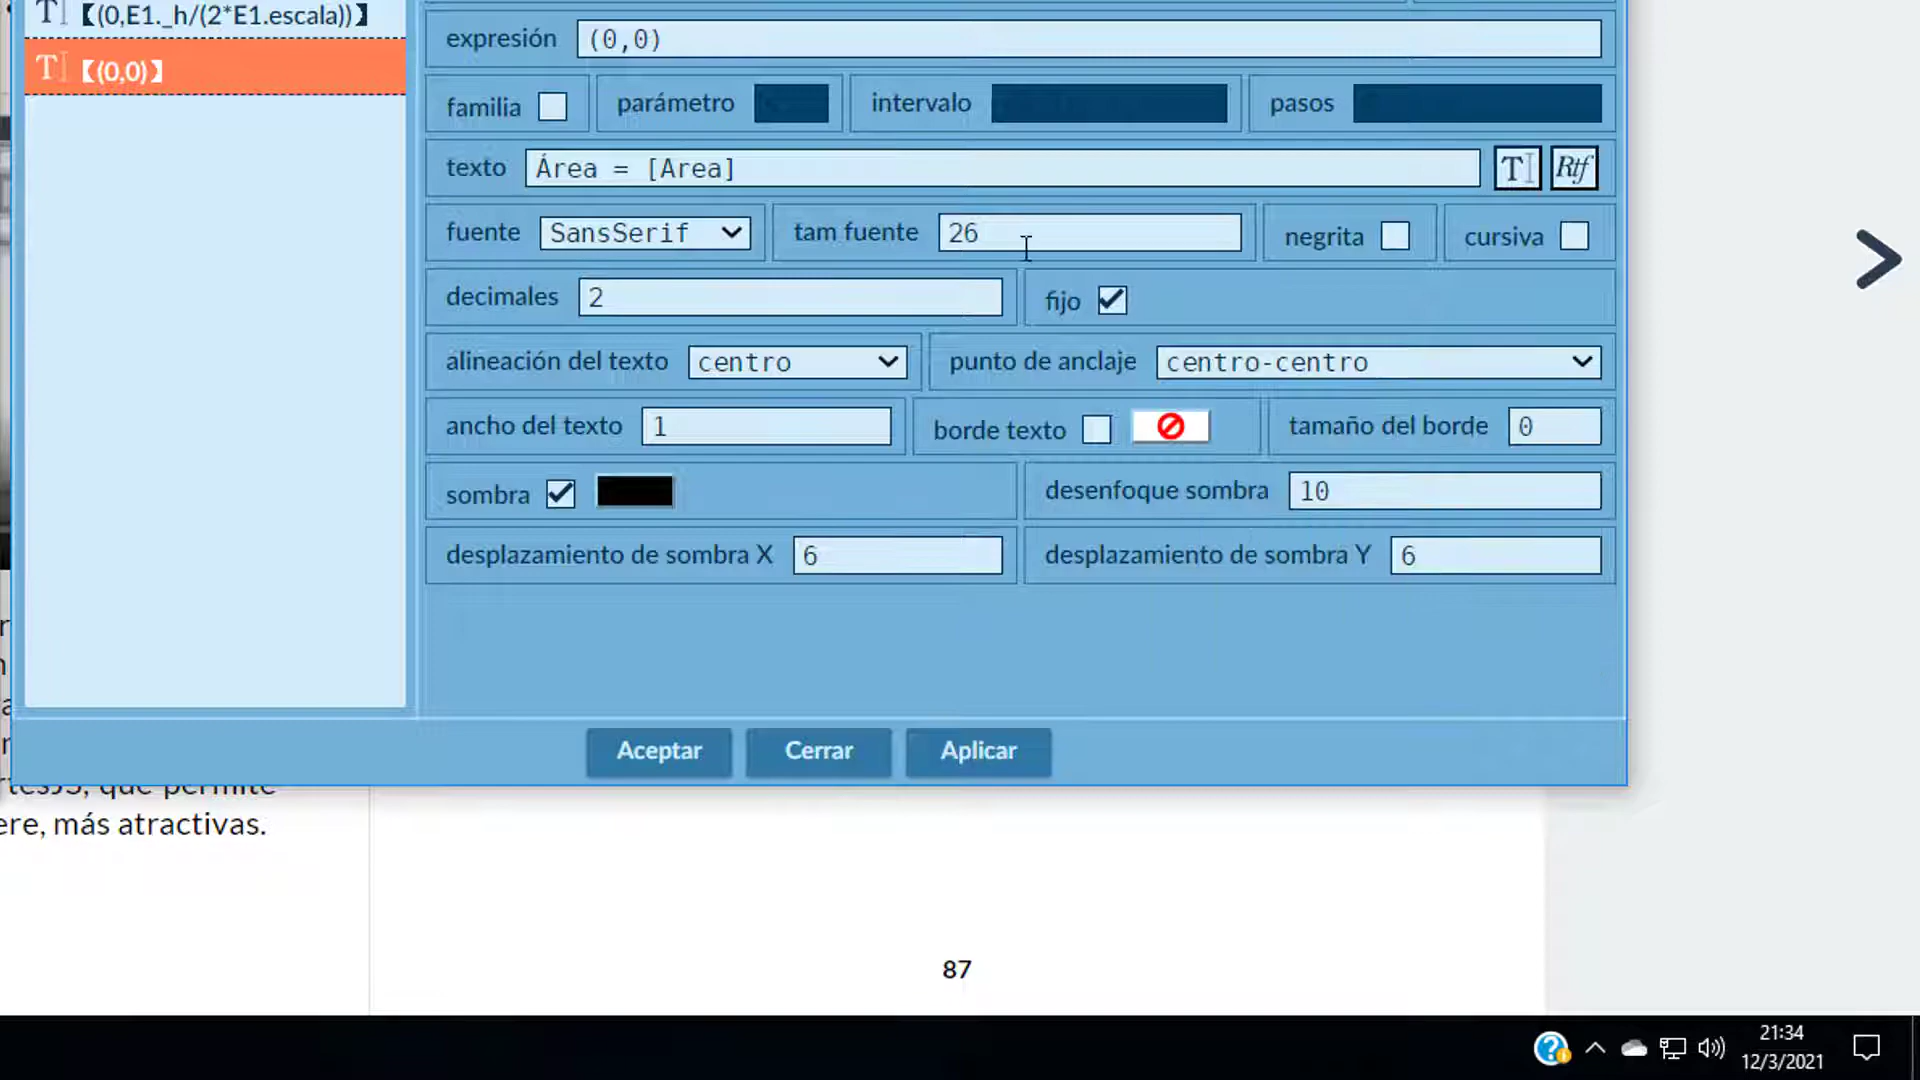 T 【(0,E1._h/(2*E1.escala))】
T 【(0,0)】
expresión (0,0)
familia parámetro intervalo pasos
texto Área = [Area] T Rtf
fuente SansSerif tam fuente 26 negrita cursiva
decimales 2 fijo
alineación del texto centro punto de anclaje centro-centro
ancho del texto 1 borde texto tamaño del borde 0
sombra desenfoque sombra 10
desplazamiento de sombra X 6 desplazamiento de sombra Y 6
Aceptar Cerrar Aplicar
que permite
ere, más atractivas.
87
21:34
12/3/2021